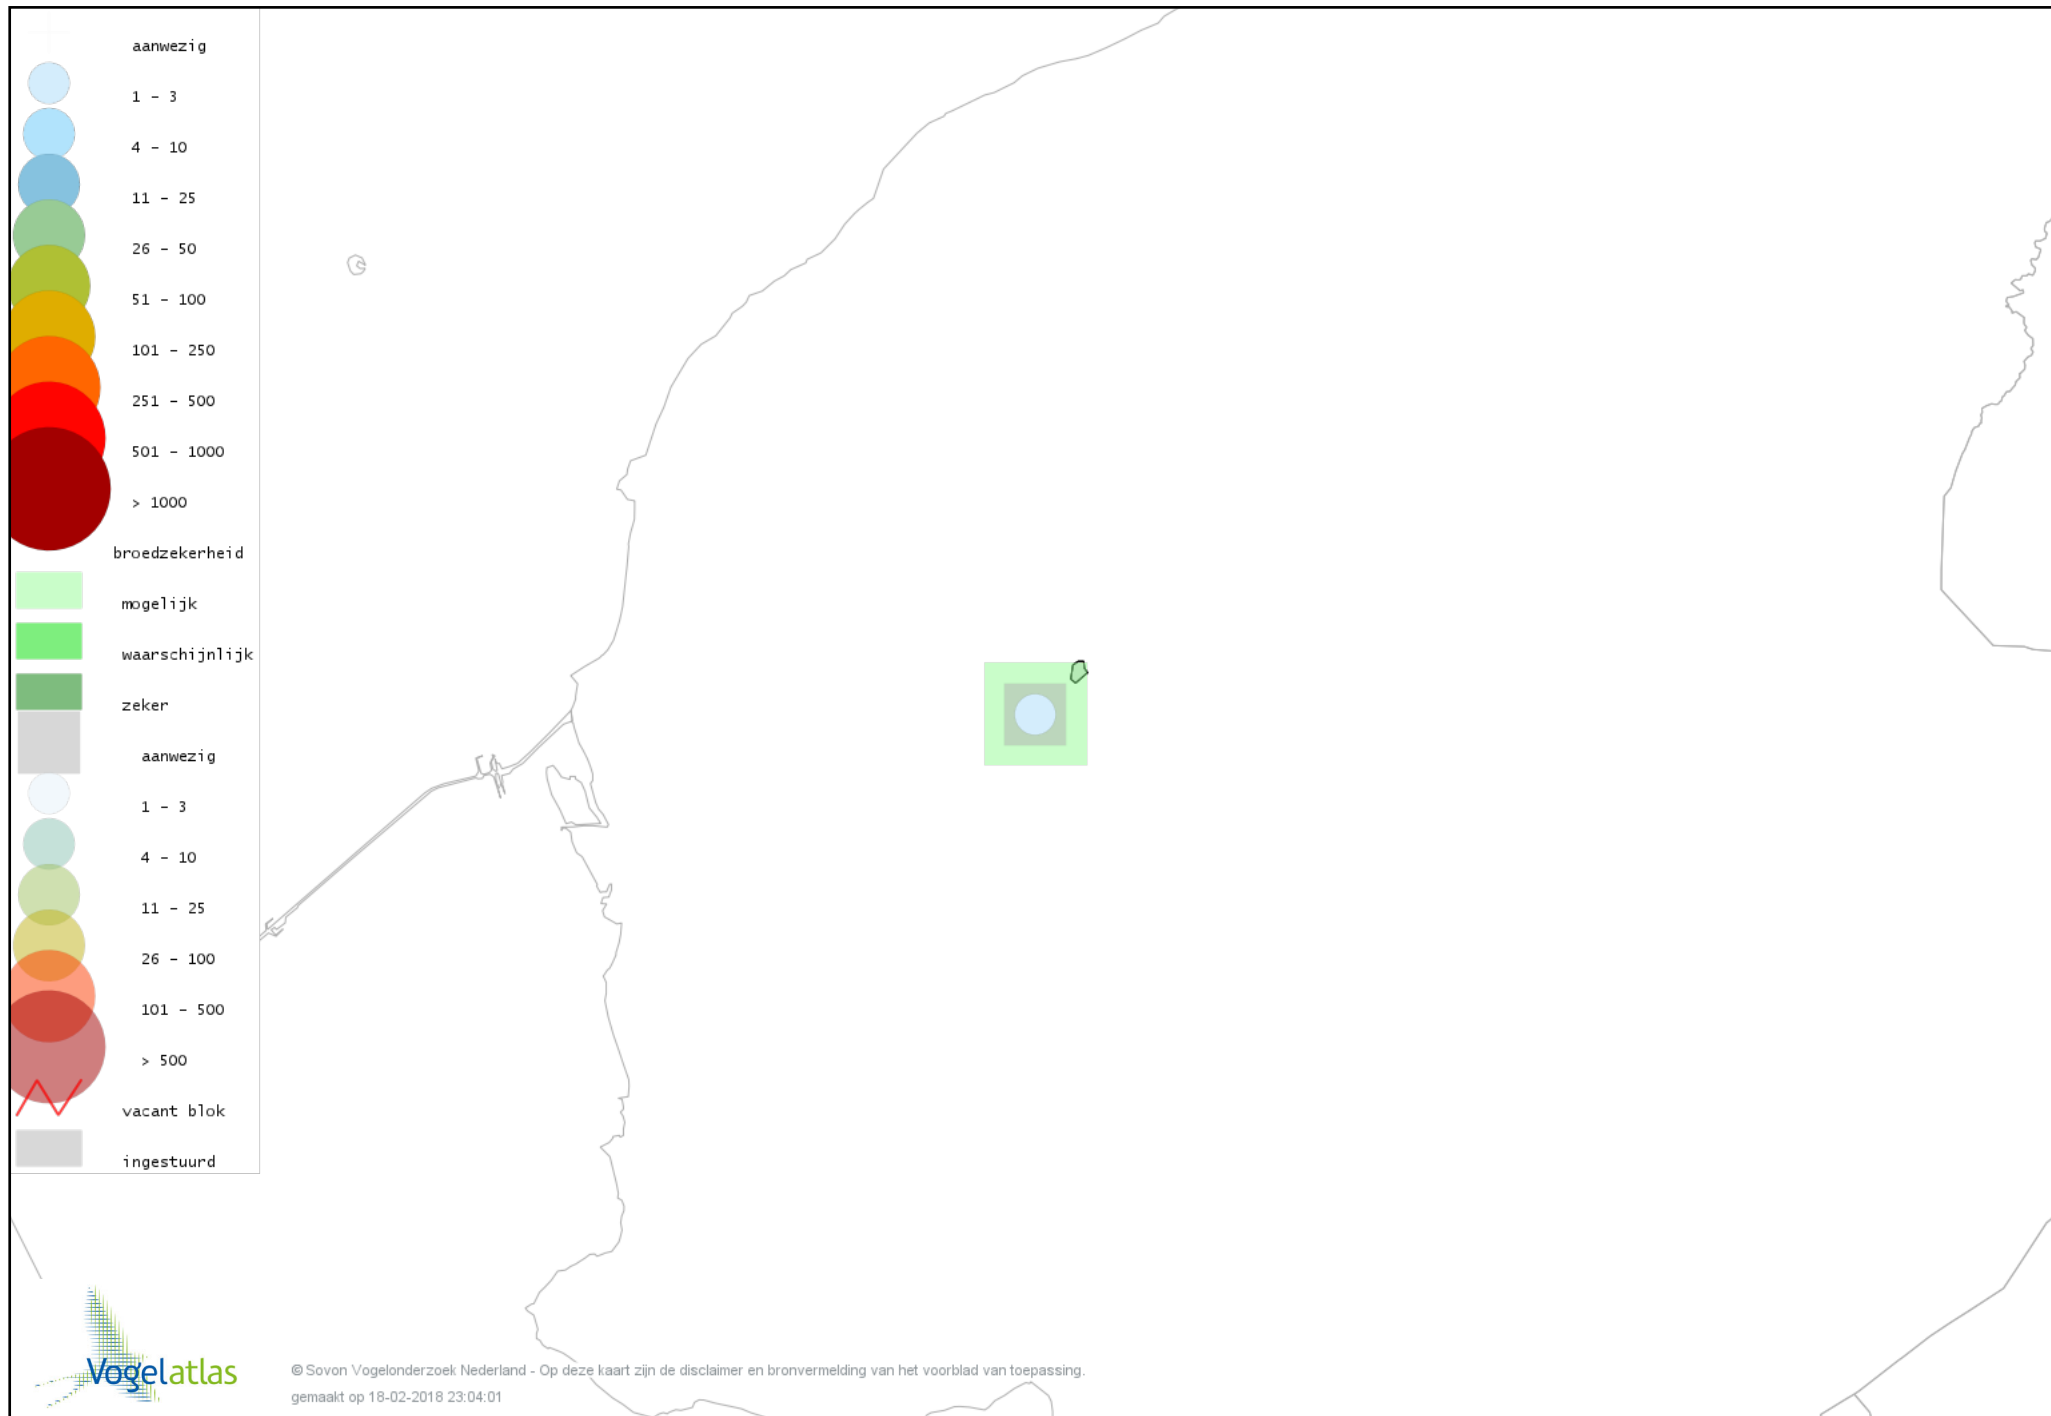 aanwezig
1 - 3
4 - 10
11 - 25
26 - 50
51 - 100
101 - 250
251 - 500
501 - 1000
> 1000
broedzekerheid
mogelijk
waarschijnlijk
zeker
aanwezig
1 - 3
4 - 10
11 - 25
26 - 100
101 - 500
> 500
vacant blok
ingestuurd
Vogelatlas
© Sovon Vogelonderzoek Nederland - Op deze kaart zijn de disclaimer en bronvermelding van het voorblad van toepassing.
gemaakt op 18-02-2018 23:04:01